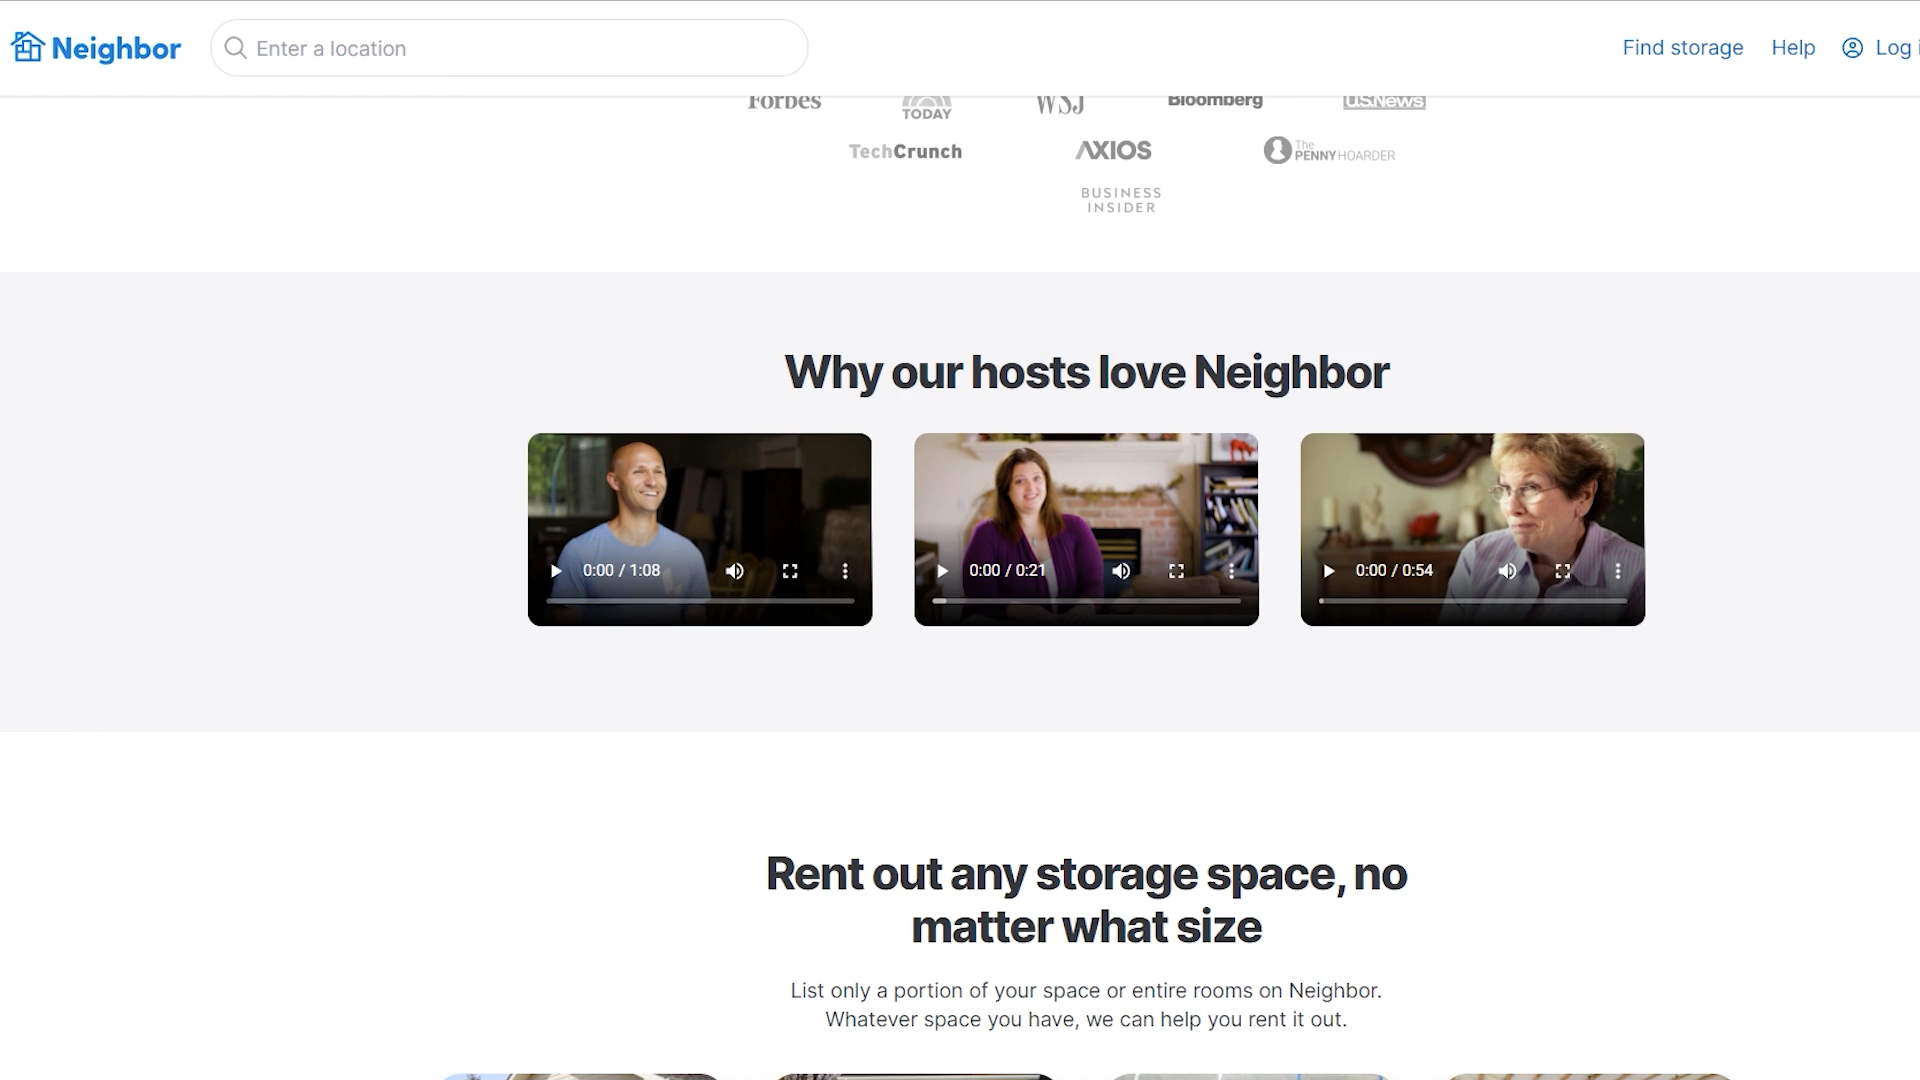 Neighbor
Enter a location
Find storage
Help
Log i
Forbes
TODAY
WSJ
Bloomberg
U.S.News
TechCrunch
AXIOS
The
PENNY HOARDER
BUSINESS
INSIDER
Why our hosts love Neighbor
0:00 / 1:08
0:00 / 0:21
0:00 / 0:54
Rent out any storage space, no
matter what size
List only a portion of your space or entire rooms on Neighbor.
Whatever space you have, we can help you rent it out.